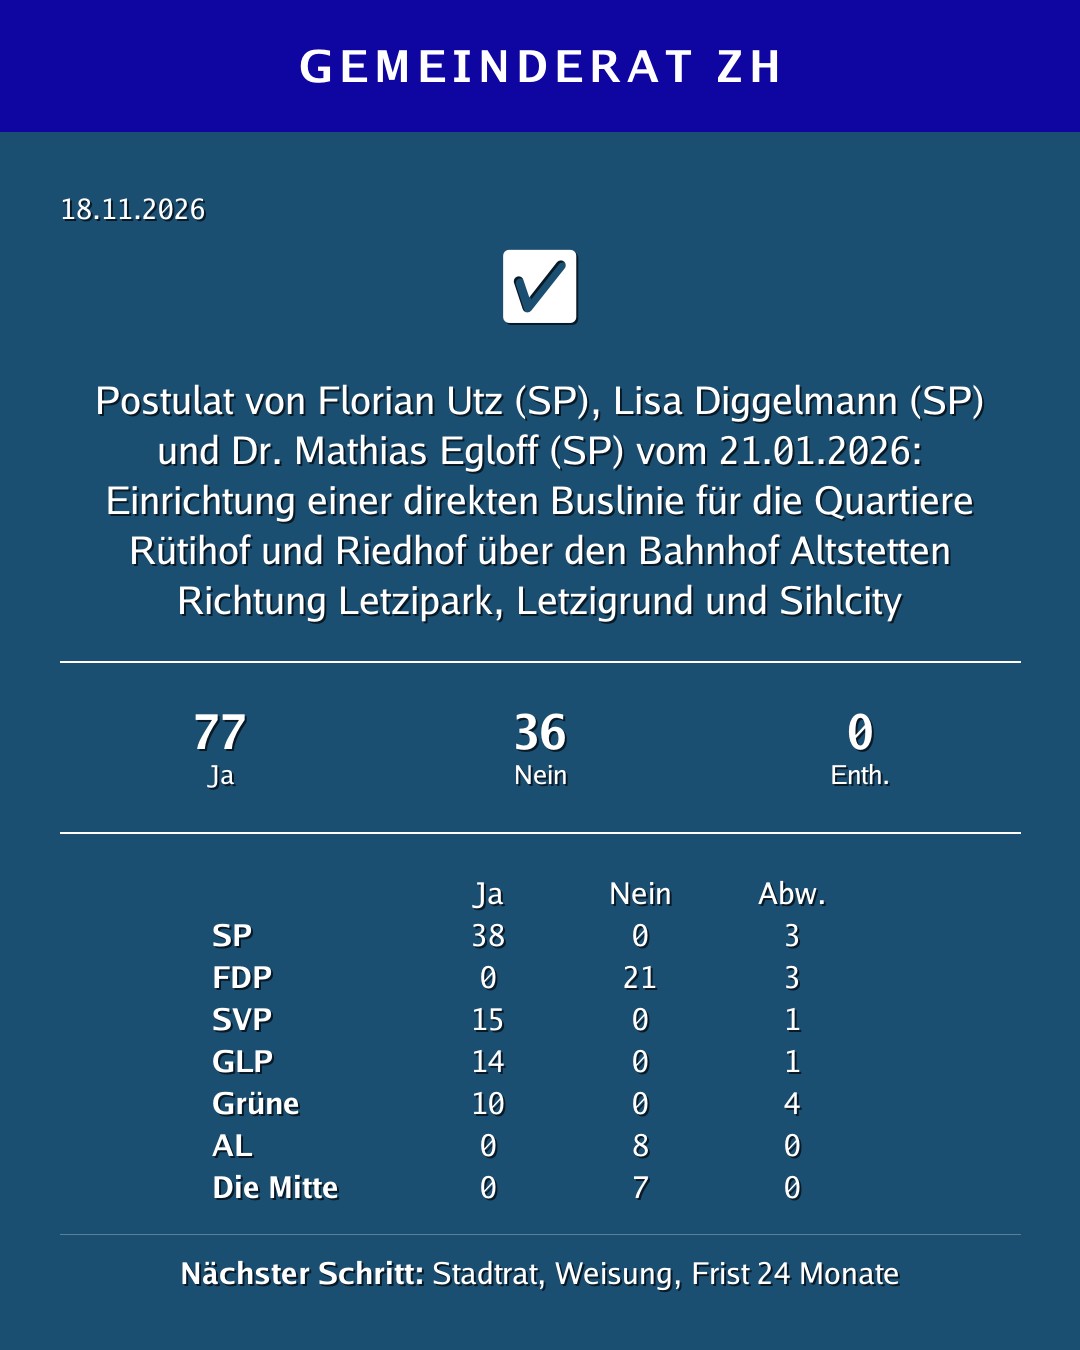 GEMEINDERAT ZH
18.11.2026
Postulat von Florian Utz (SP), Lisa Diggelmann (SP)
und Dr. Mathias Egloff (SP) vom 21.01.2026:
Einrichtung einer direkten Buslinie für die Quartiere
Rütihof und Riedhof über den Bahnhof Altstetten
Richtung Letzipark, Letzigrund und Sihlcity
77 36 0
Ja Nein Enth.
Ja Nein Abw.
SP 38 0 3
FDP 0 21 3
SVP 15 0 1
GLP 14 0 1
Grüne 10 0 4
AL 0 8 0
Die Mitte 0 7 0
Nächster Schritt: Stadtrat, Weisung, Frist 24 Monate